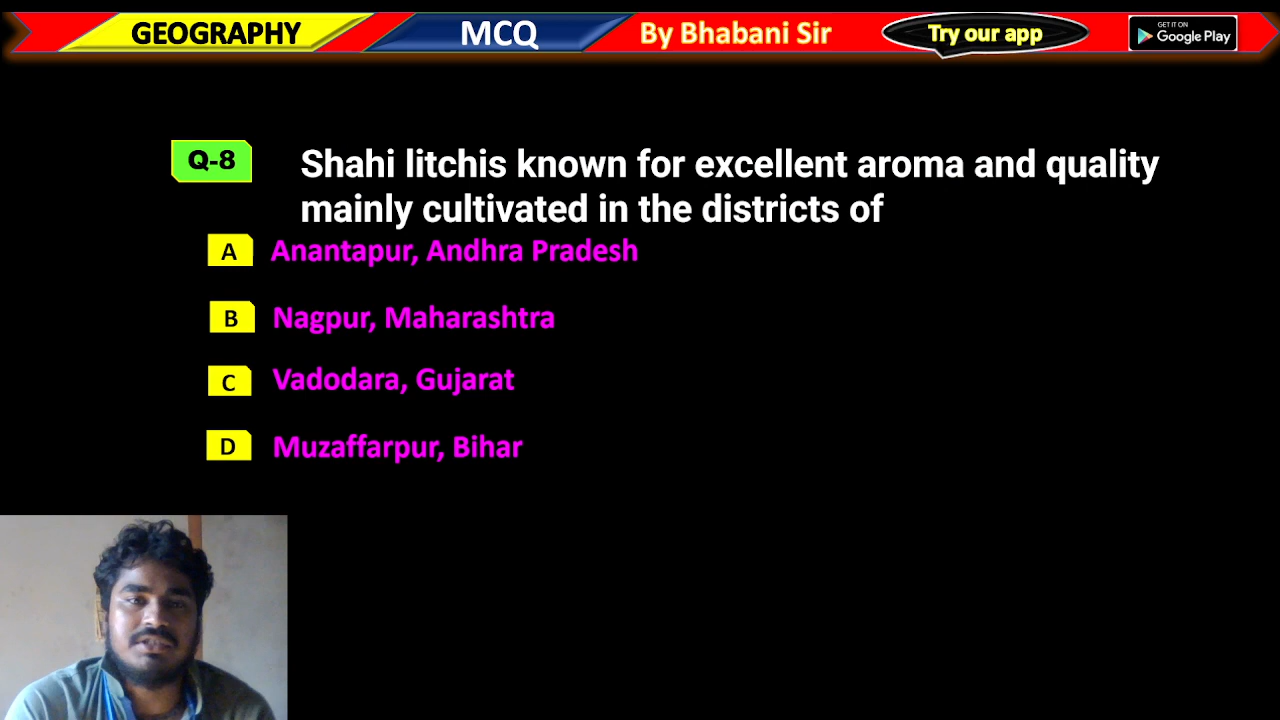 GEOGRAPHY MCQ By Bhabani Sir Try our app GET IT ON Google Play
Q-8 Shahi litchis known for excellent aroma and quality
mainly cultivated in the districts of
A Anantapur, Andhra Pradesh
B Nagpur, Maharashtra
C Vadodara, Gujarat
D Muzaffarpur, Bihar